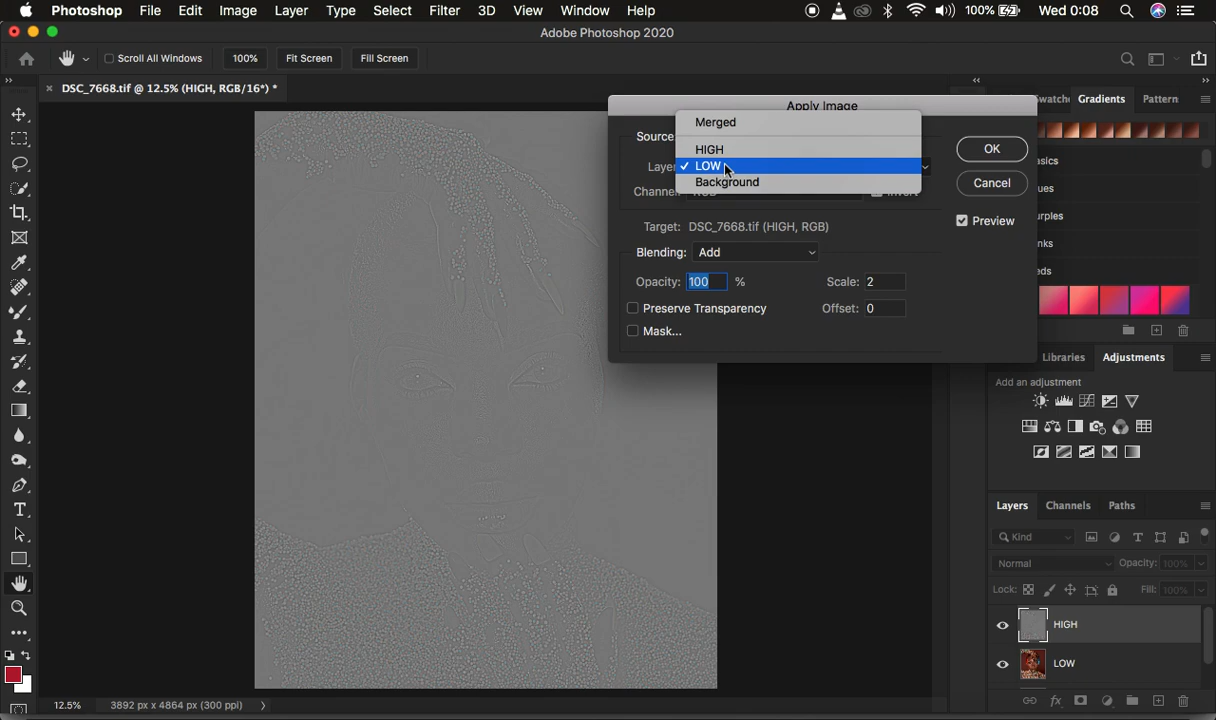 Photoshop File Edit Image Layer Type Select Filter 3D View Window Help 100% Wed 0:08
Adobe Photoshop 2020
Scroll All Windows 100% Fit Screen Fill Screen
DSC_7668.tif @ 12.5% (HIGH, RGB/16*) *
Apply Image
Gradients Pattern
Merged
Source
HIGH OK
LOW
Background Cancel
Target: DSC_7668.tif (HIGH, RGB) Preview
Blending: Add
Opacity: 100 % Scale: 2
Preserve Transparency Offset: 0
Mask...
Libraries Adjustments
Add an adjustment
Layers Channels Paths
Kind
Normal Opacity: 100%
Lock: Fill: 100%
HIGH
LOW
12.5% 3892 px x 4864 px (300 ppi)